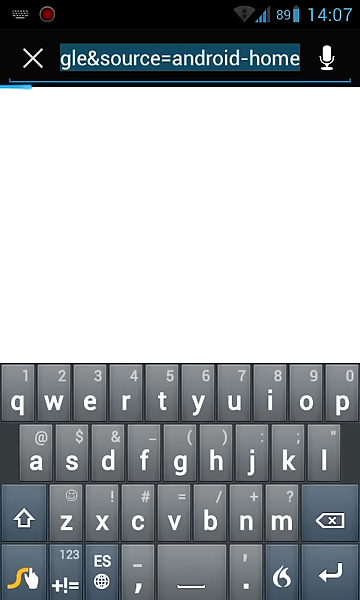 89 14:07
gle&source=android-home
1 2 3 4 5 6 7 8 9 0
q w e r t y u i o p
@ $ & _ ( ) : ; "
a s d f g h j k l
☺ ! # = / + ?
z x c v b n m
123 ES - '
+!= , .